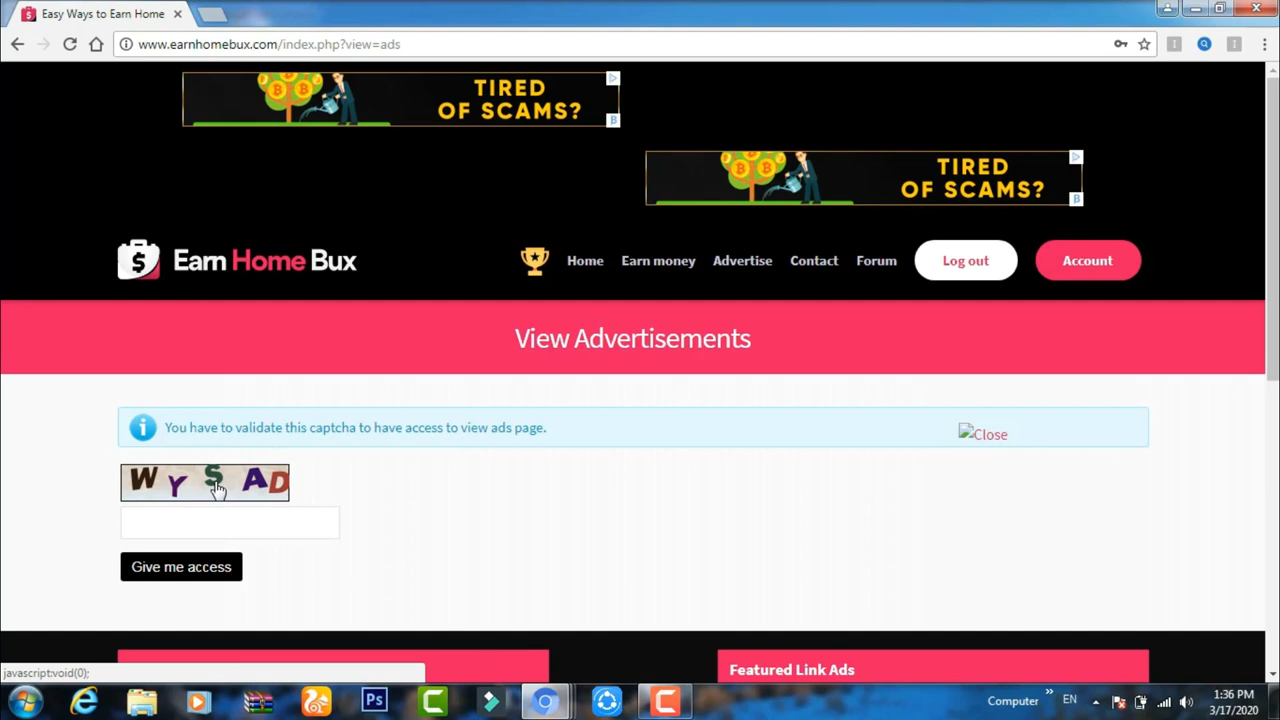 Easy Ways to Earn Home
www.earnhomebux.com/index.php?view=ads
TIRED
OF SCAMS?
TIRED
OF SCAMS?
Earn Home Bux
Home
Earn money
Advertise
Contact
Forum
Log out
Account
View Advertisements
You have to validate this captcha to have access to view ads page.
Close
W Y S A D
Give me access
Featured Link Ads
javascript:void(0);
Ps
Computer
EN
1:36 PM
3/17/2020